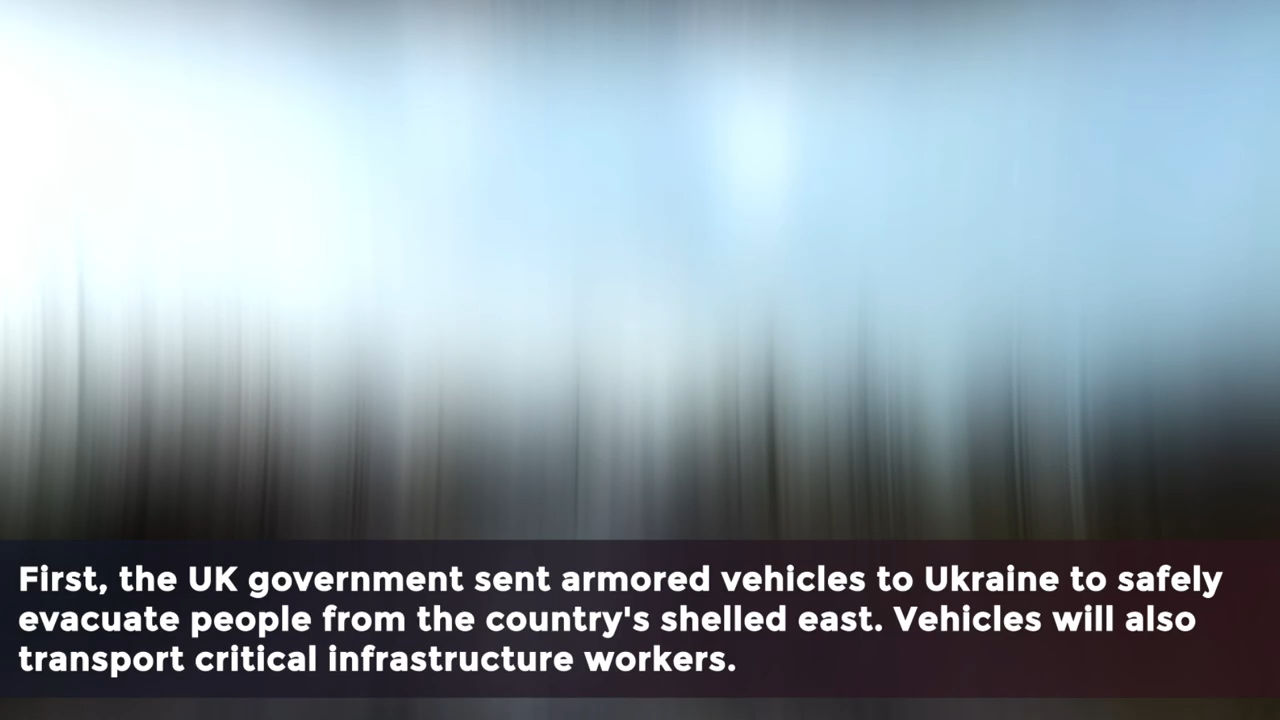 First, the UK government sent armored vehicles to Ukraine to safely
evacuate people from the country's shelled east. Vehicles will also
transport critical infrastructure workers.